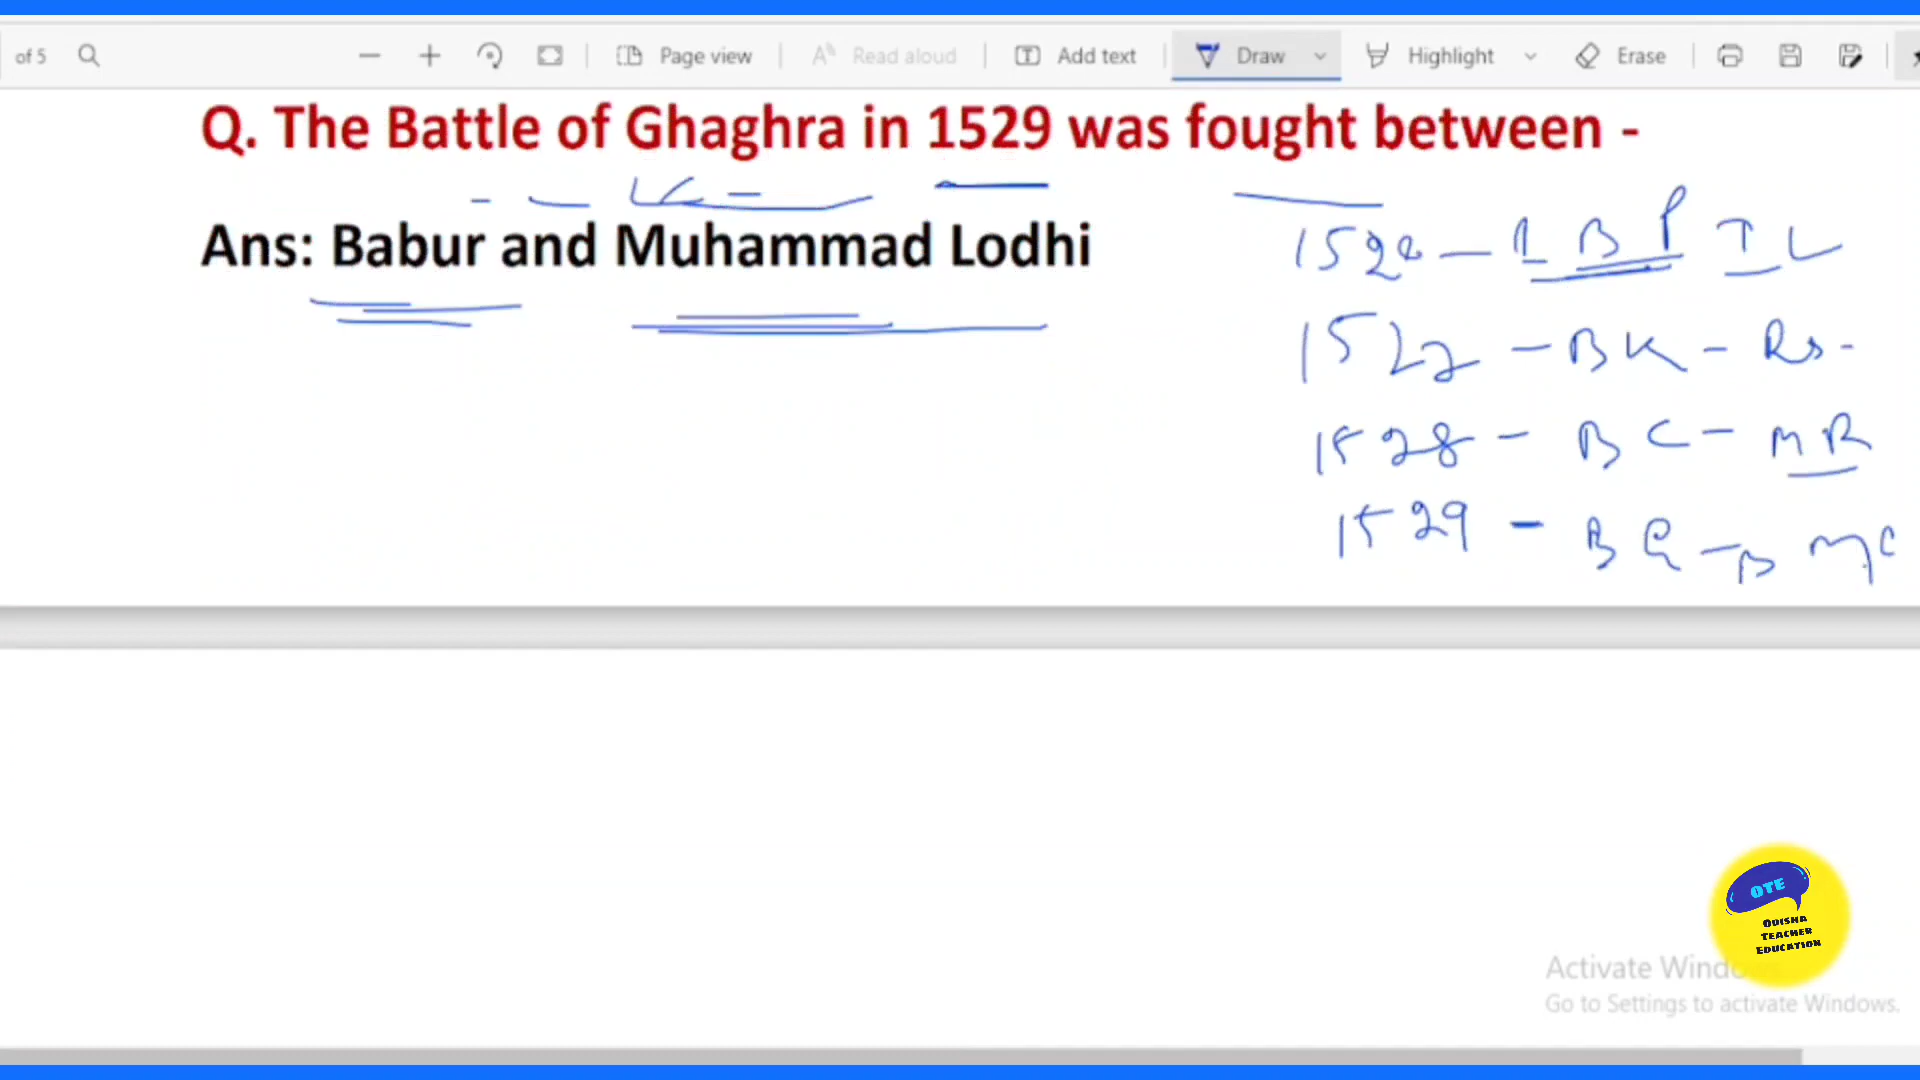 of 5 Page view Read aloud Add text Draw Highlight Erase
Q. The Battle of Ghaghra in 1529 was fought between -
Ans: Babur and Muhammad Lodhi
1 B P I L
1527 - BK - RS -
1528 - B C - MR
1529 - B G - B
OTE
ODISHA
TEACHER
EDUCATION
Activate
Go to Settings to activate Windows.